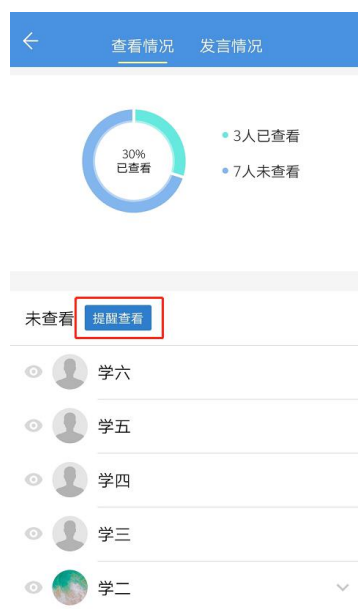 查看情况 发言情况
30%
已查看
3人已查看
7人未查看
未查看 提醒查看
学六
学五
学四
学三
学二